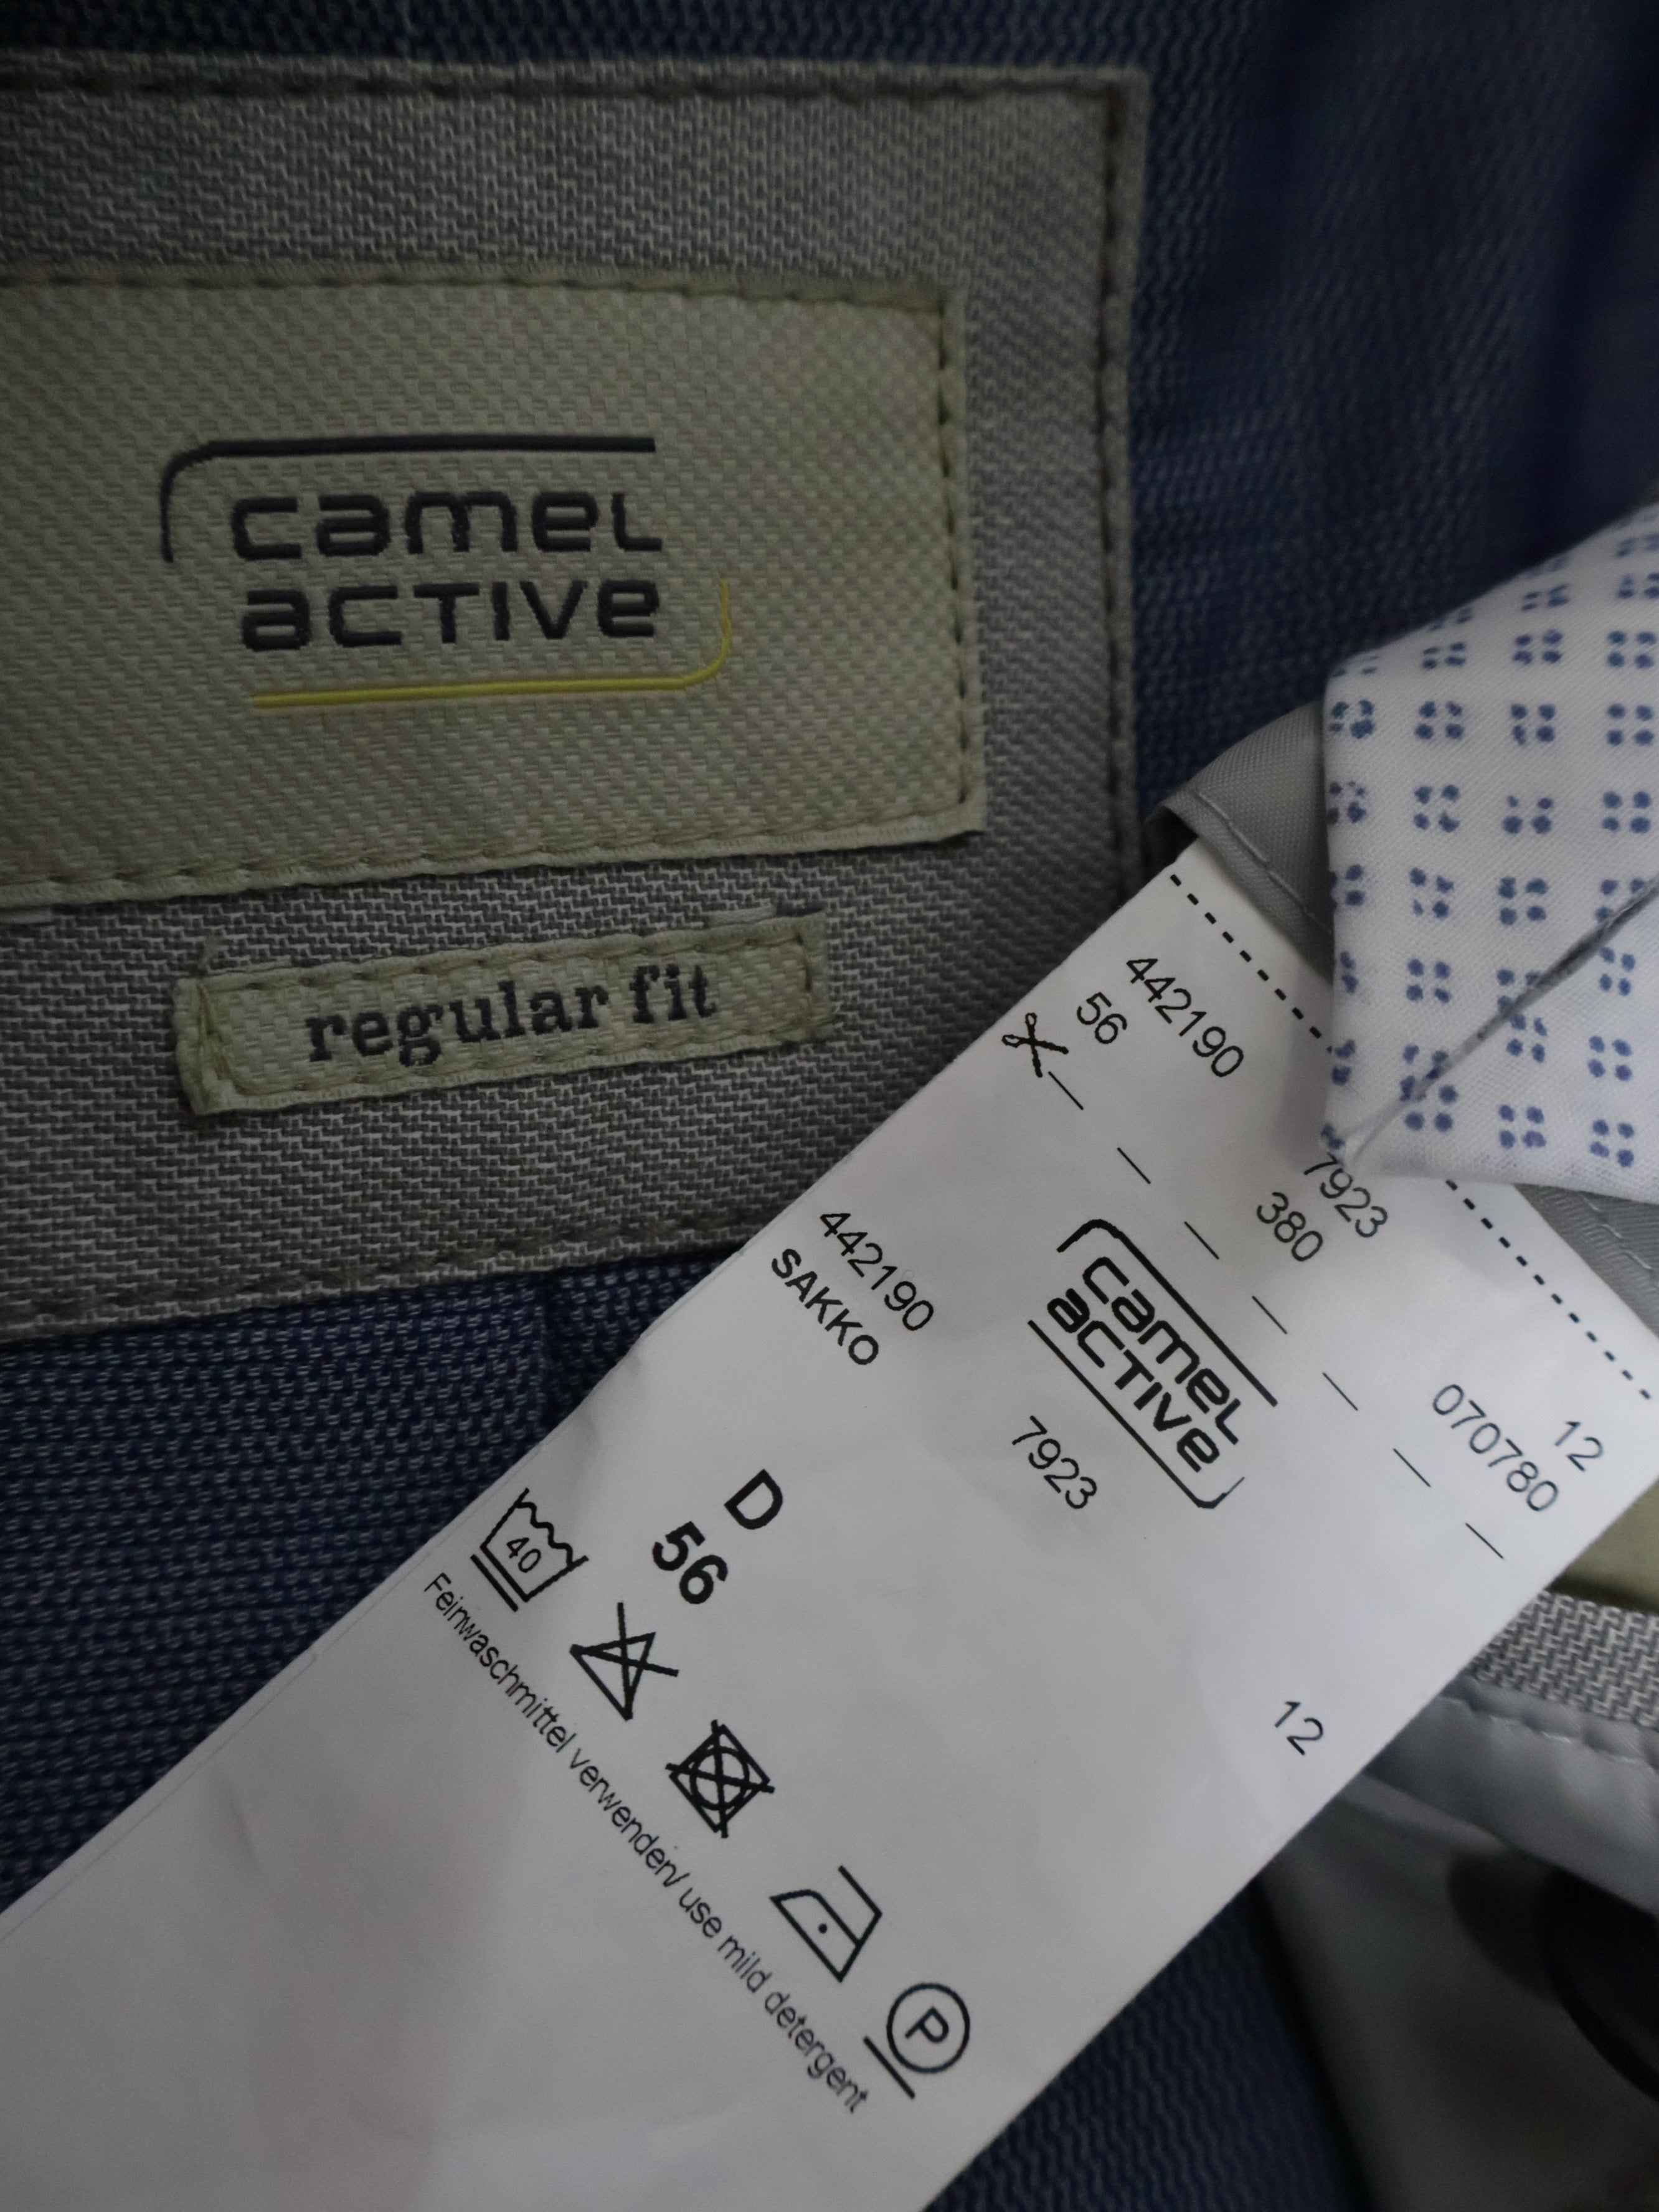 camel
active
regular fit
442190 7923 12
56 380 070780
camel
active
442190 7923 12
SAKKO
D
56
40
P
Feinwaschmittel verwenden/ use mild detergent